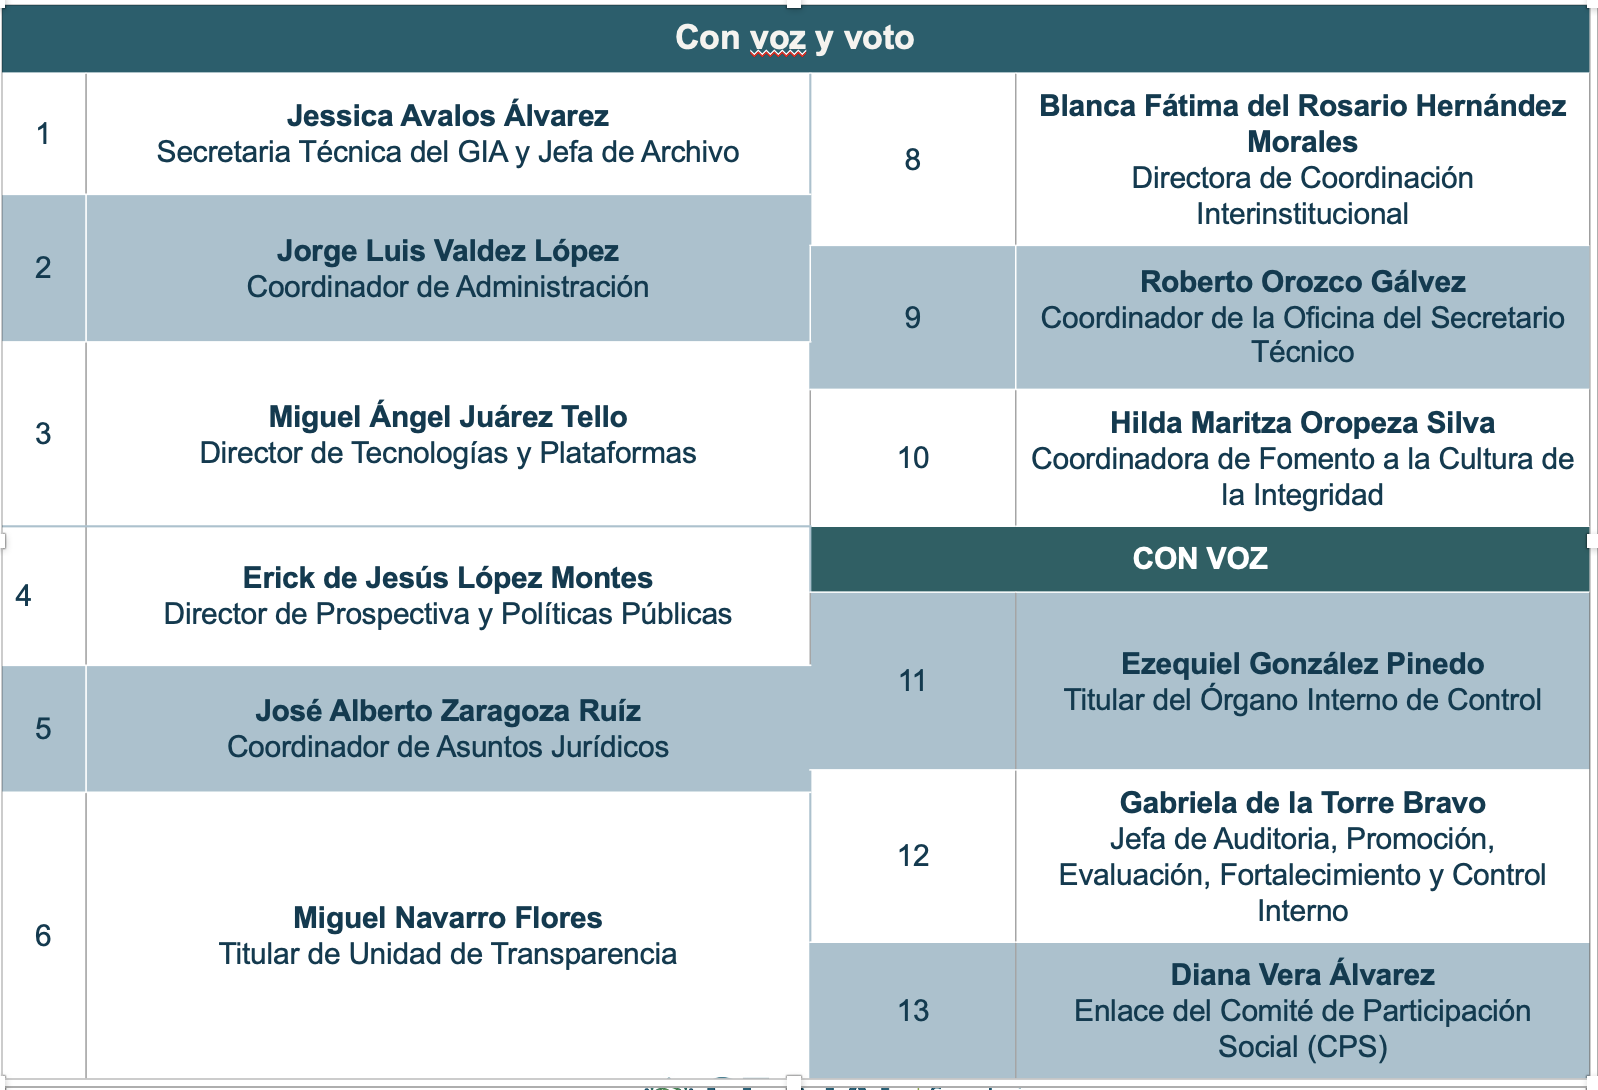 Con voz y voto
1
Jessica Avalos Álvarez
Secretaria Técnica del GIA y Jefa de Archivo
2
Jorge Luis Valdez López
Coordinador de Administración
3
Miguel Ángel Juárez Tello
Director de Tecnologías y Plataformas
4
Erick de Jesús López Montes
Director de Prospectiva y Políticas Públicas
5
José Alberto Zaragoza Ruíz
Coordinador de Asuntos Jurídicos
6
Miguel Navarro Flores
Titular de Unidad de Transparencia
8
Blanca Fátima del Rosario Hernández
Morales
Directora de Coordinación
Interinstitucional
9
Roberto Orozco Gálvez
Coordinador de la Oficina del Secretario
Técnico
10
Hilda Maritza Oropeza Silva
Coordinadora de Fomento a la Cultura de
la Integridad
CON VOZ
11
Ezequiel González Pinedo
Titular del Órgano Interno de Control
12
Gabriela de la Torre Bravo
Jefa de Auditoria, Promoción,
Evaluación, Fortalecimiento y Control
Interno
13
Diana Vera Álvarez
Enlace del Comité de Participación
Social (CPS)